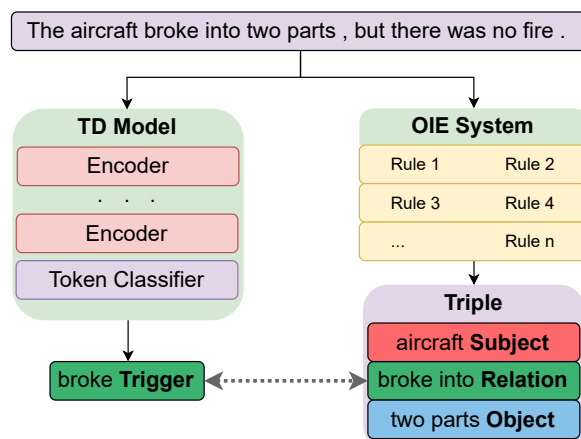 The aircraft broke into two parts , but there was no fire .
TD Model
Encoder
. . .
Encoder
Token Classifier
broke Trigger
OIE System
Rule 1 Rule 2
Rule 3 Rule 4
... Rule n
Triple
aircraft Subject
broke into Relation
two parts Object